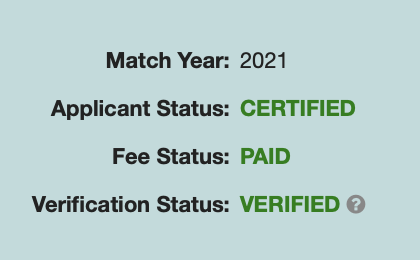 Match Year: 2021
Applicant Status: CERTIFIED
Fee Status: PAID
Verification Status: VERIFIED ?